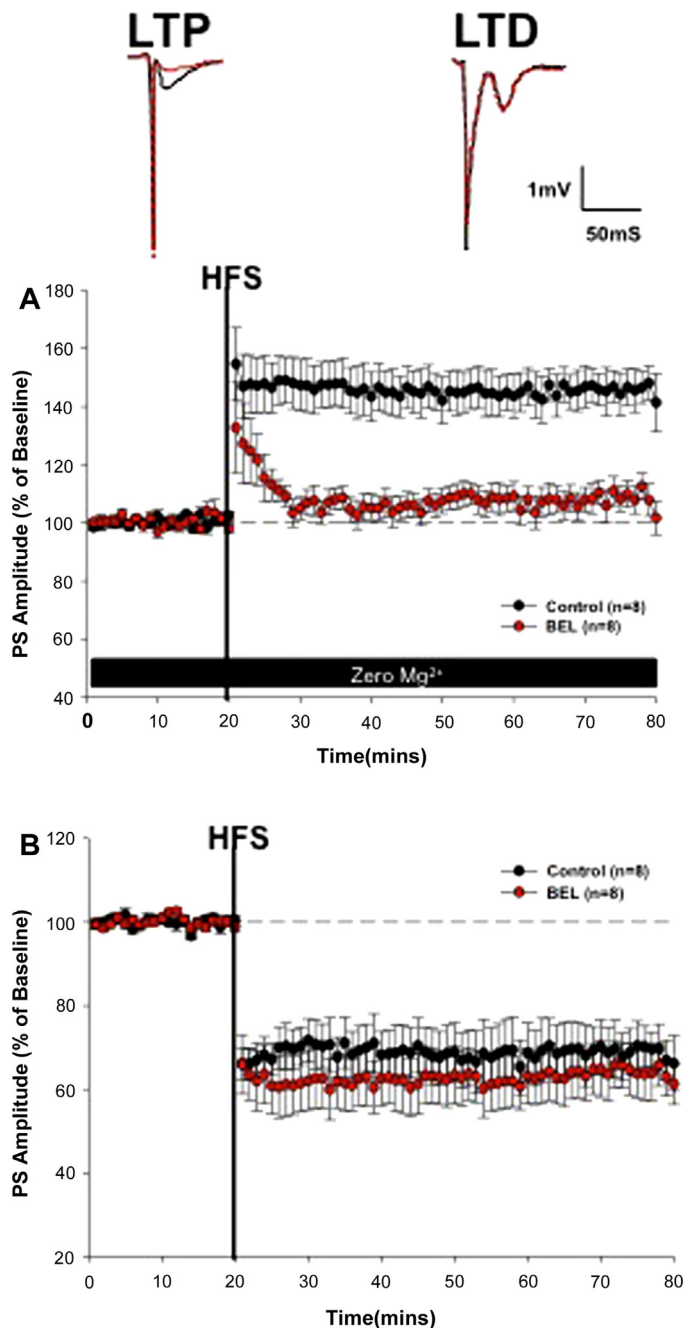 LTP LTD
1mV
50mS
A
HFS
180
160
140
120
100
80
60
40
PS Amplitude (% of Baseline)
Control (n=8)
BEL (n=8)
Zero Mg²⁺
0 10 20 30 40 50 60 70 80
Time(mins)
B
HFS
120
100
80
60
40
20
PS Amplitude (% of Baseline)
Control (n=8)
BEL (n=8)
0 10 20 30 40 50 60 70 80
Time(mins)